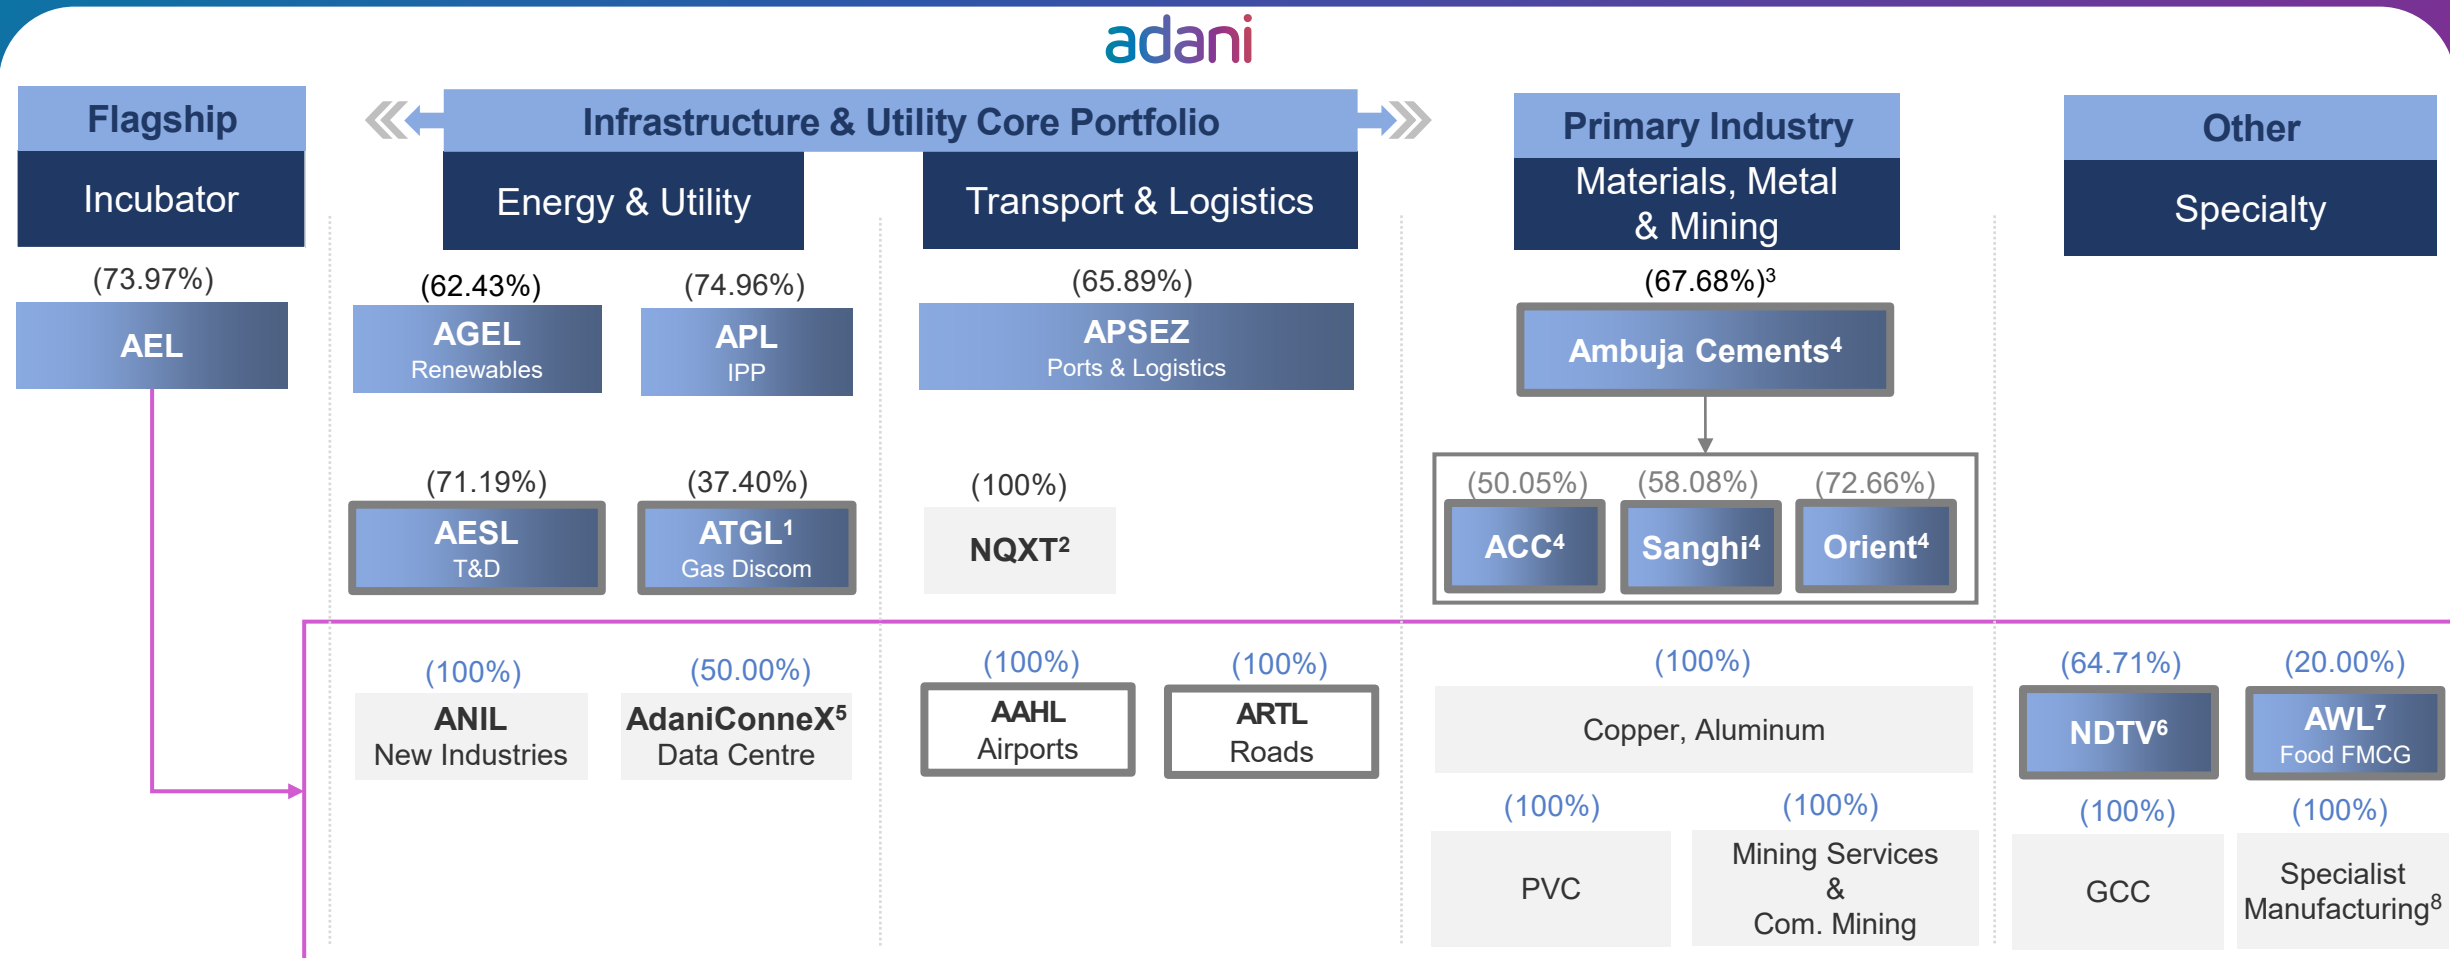 adani
Flagship
Incubator
(73.97%)
AEL
Infrastructure & Utility Core Portfolio
Energy & Utility
Transport & Logistics
(62.43%)
AGEL
Renewables
(74.96%)
APL
IPP
(65.89%)
APSEZ
Ports & Logistics
(71.19%)
AESL
T&D
(37.40%)
ATGL¹
Gas Discom
(100%)
NQXT²
Primary Industry
Materials, Metal
& Mining
(67.68%)³
Ambuja Cements⁴
(50.05%)
ACC⁴
(58.08%)
Sanghi⁴
(72.66%)
Orient⁴
Other
Specialty
(100%)
ANIL
New Industries
(50.00%)
AdaniConneX⁵
Data Centre
(100%)
AAHL
Airports
(100%)
ARTL
Roads
(100%)
Copper, Aluminum
(100%)
PVC
(100%)
Mining Services
&
Com. Mining
(64.71%)
NDTV⁶
(20.00%)
AWL⁷
Food FMCG
(100%)
GCC
(100%)
Specialist
Manufacturing⁸